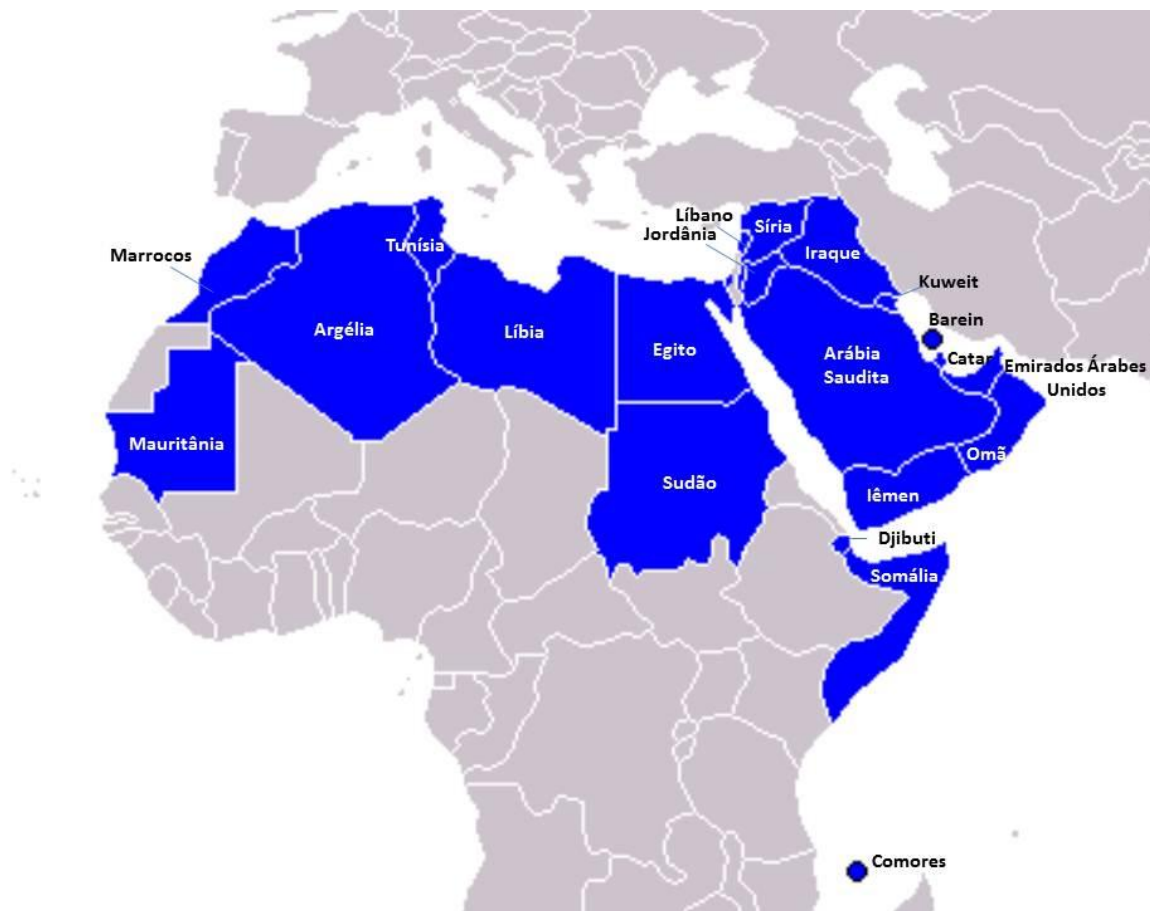 Líbano
Síria
Jordânia
Marrocos
Tunísia
Iraque
Kuweit
Barein
Argélia
Líbia
Egito
Arábia
Saudita
Catar
Emirados Árabes
Unidos
Mauritânia
Omã
Sudão
Iêmen
Djibuti
Somália
Comores